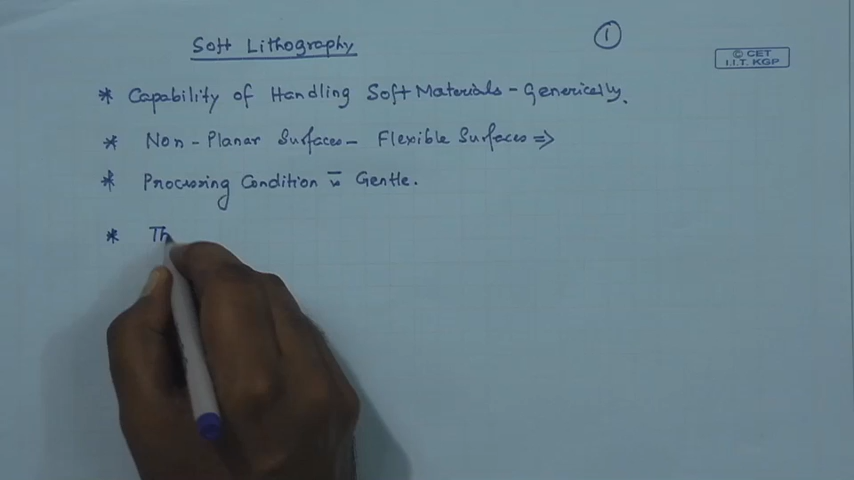 Soft Lithography
1
© CET
I.I.T. KGP
* Capability of Handling Soft Materials - Generically.
* Non-Planar Surfaces - Flexible Surfaces ⇒
* Processing Condition is Gentle.
* Th